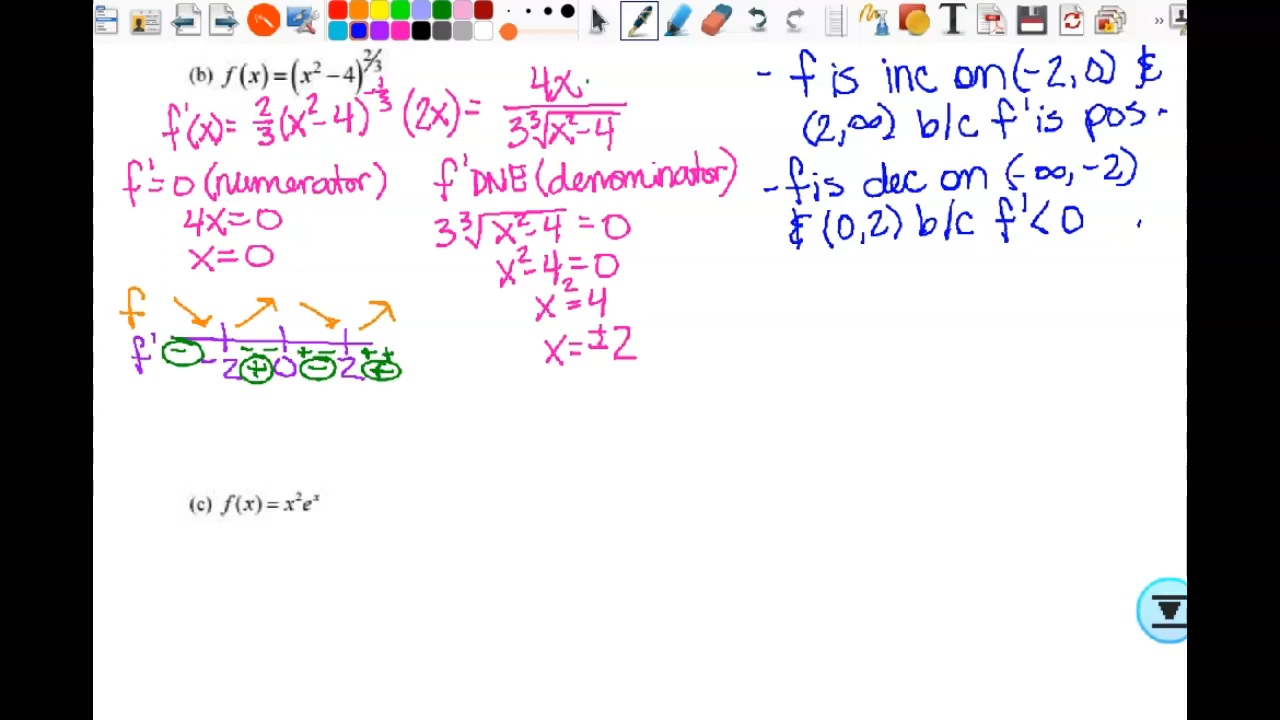 (b) f(x) = (x² − 4)^(2/3)
f'(x) = 2/3 (x² − 4)^(−1/3) (2x) = 4x / 3∛(x² − 4)
f' = 0 (numerator)
4x = 0
x = 0
f' DNE (denominator)
3∛(x² − 4) = 0
x² − 4 = 0
x² = 4
x = ±2
- f is inc on (−2, 0) &
(2, ∞) b/c f' is pos.
- f is dec on (−∞, −2)
& (0, 2) b/c f' < 0
f
f' − −2 − − + 0 + − − 2 + + +
(c) f(x) = x²eˣ
T